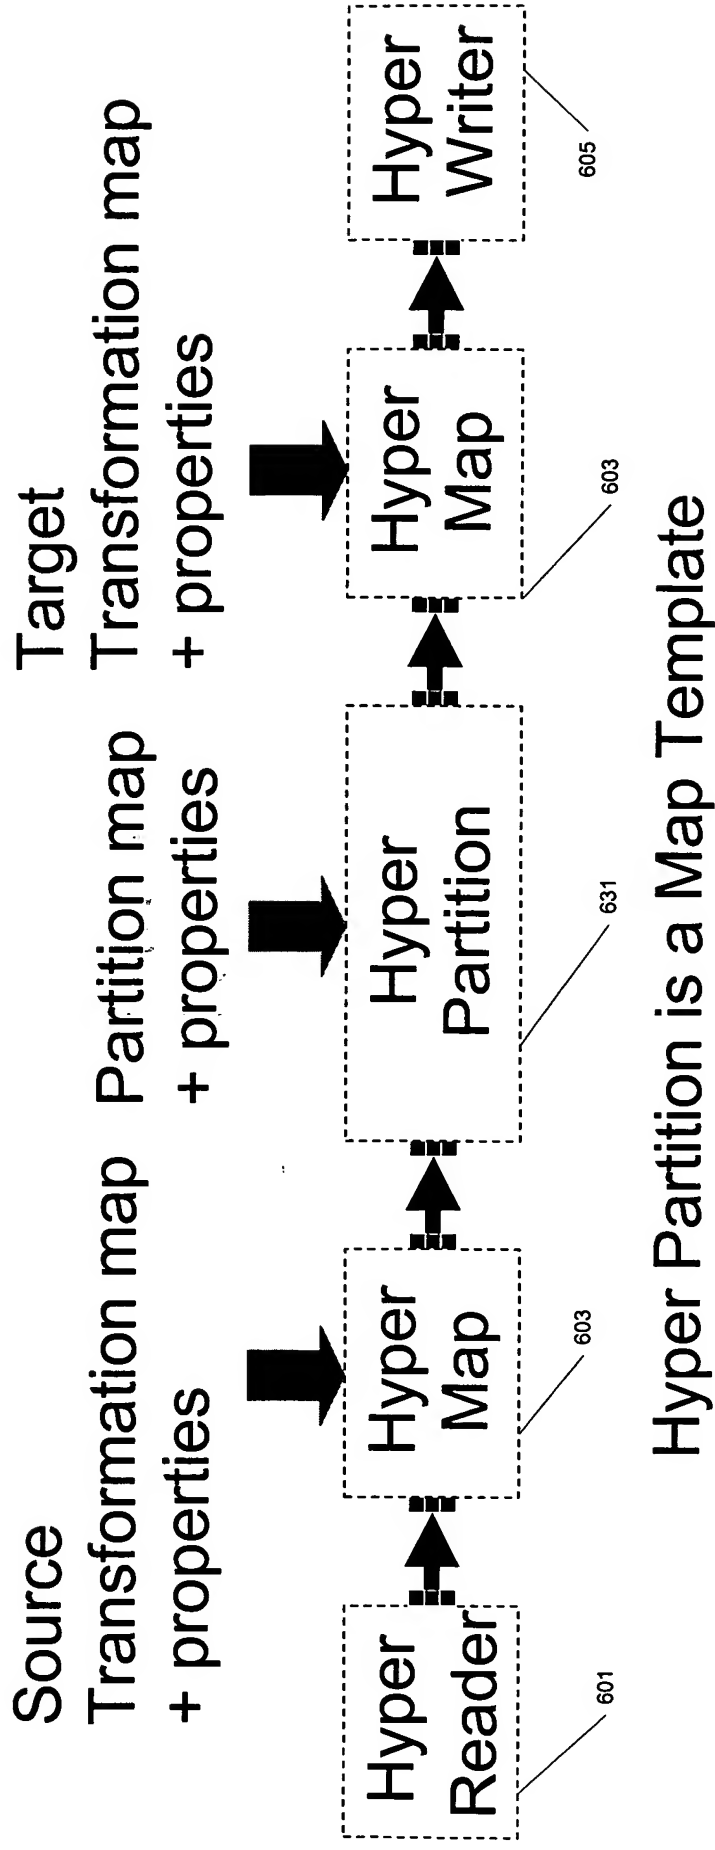 Source
Transformation map
+ properties
Partition map
+ properties
Target
Transformation map
+ properties
Hyper
Reader
Hyper
Map
Hyper
Partition
Hyper
Map
Hyper
Writer
601
603
631
603
605
Hyper Partition is a Map Template